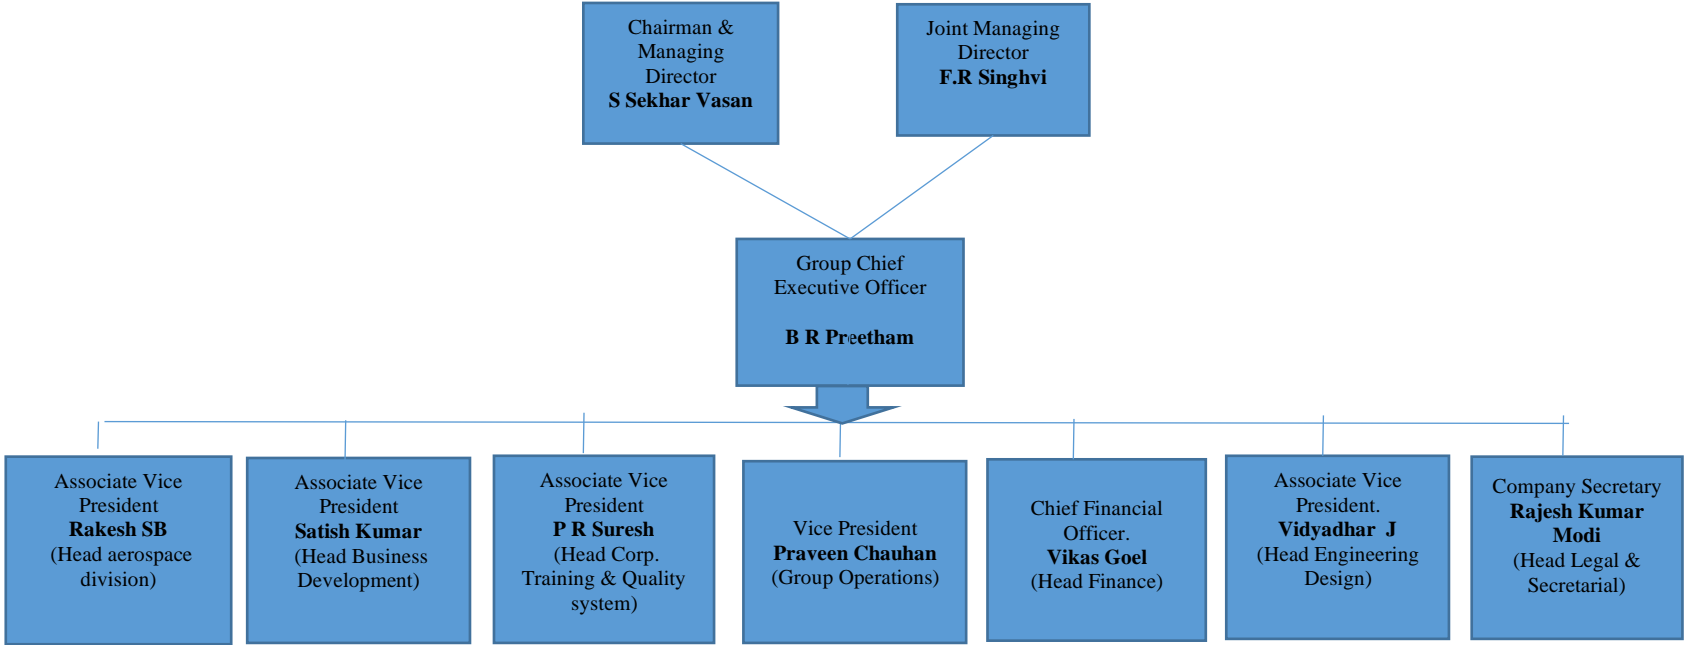 Chairman &
Managing
Director
S Sekhar Vasan
Joint Managing
Director
F.R Singhvi
Group Chief
Executive Officer
B R Preetham
Associate Vice
President
Rakesh SB
(Head aerospace
division)
Associate Vice
President
Satish Kumar
(Head Business
Development)
Associate Vice
President
P R Suresh
(Head Corp.
Training & Quality
system)
Vice President
Praveen Chauhan
(Group Operations)
Chief Financial
Officer.
Vikas Goel
(Head Finance)
Associate Vice
President.
Vidyadhar J
(Head Engineering
Design)
Company Secretary
Rajesh Kumar
Modi
(Head Legal &
Secretarial)